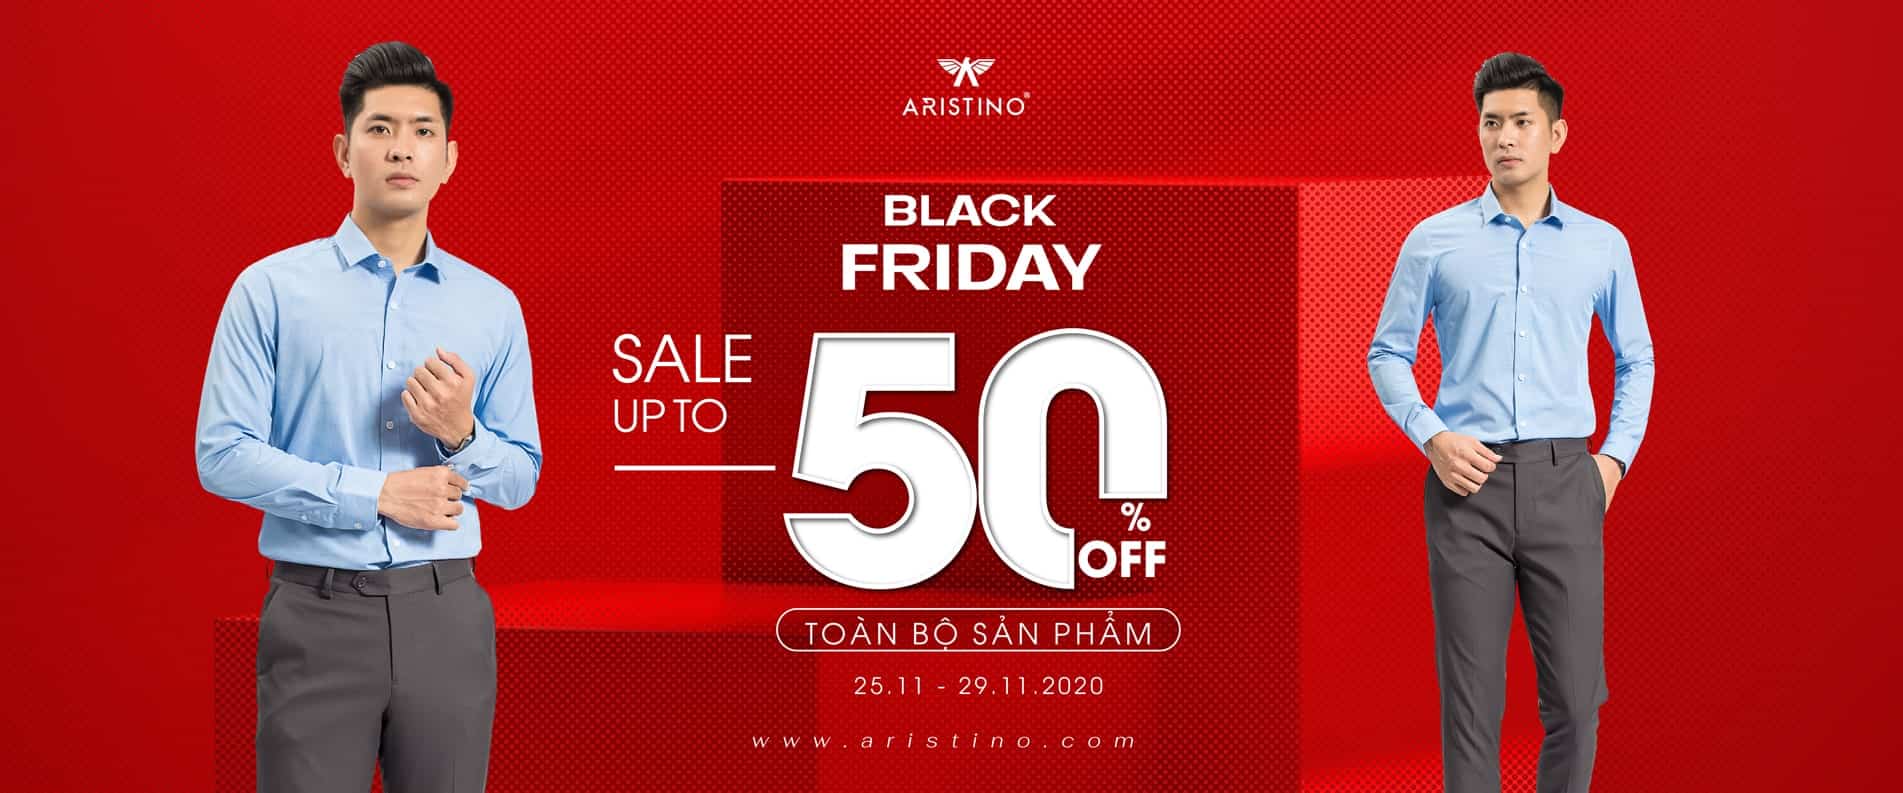 ARISTINO®
BLACK
FRIDAY
SALE
UP TO
50
%
OFF
TOÀN BỘ SẢN PHẨM
25.11 - 29.11.2020
www.aristino.com